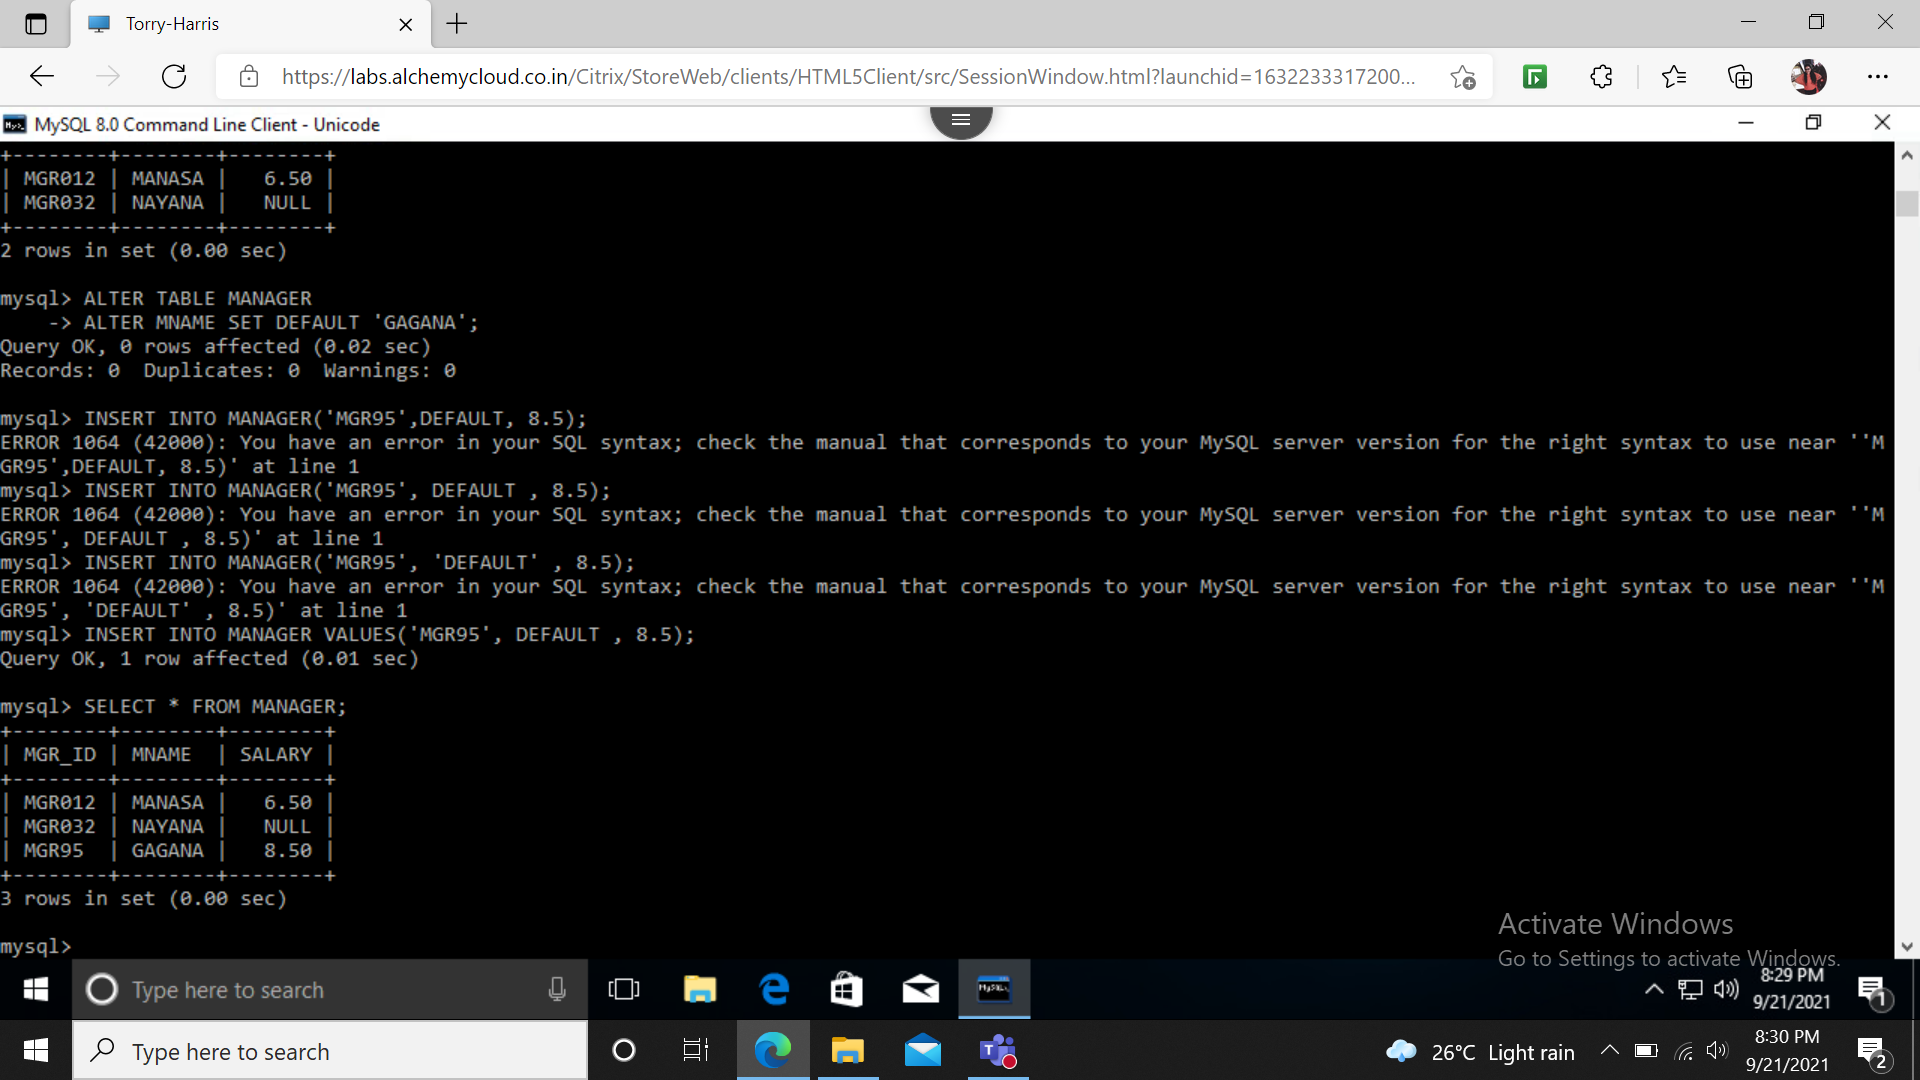 Torry-Harris
https://labs.alchemycloud.co.in/Citrix/StoreWeb/clients/HTML5Client/src/SessionWindow.html?launchid=1632233317200...
MySQL 8.0 Command Line Client - Unicode
+--------+--------+--------+
| MGR012 | MANASA |   6.50 |
| MGR032 | NAYANA |   NULL |
+--------+--------+--------+
2 rows in set (0.00 sec)
mysql> ALTER TABLE MANAGER
    -> ALTER MNAME SET DEFAULT 'GAGANA';
Query OK, 0 rows affected (0.02 sec)
Records: 0  Duplicates: 0  Warnings: 0
mysql> INSERT INTO MANAGER('MGR95',DEFAULT, 8.5);
ERROR 1064 (42000): You have an error in your SQL syntax; check the manual that corresponds to your MySQL server version for the right syntax to use near ''M
GR95',DEFAULT, 8.5)' at line 1
mysql> INSERT INTO MANAGER('MGR95', DEFAULT , 8.5);
ERROR 1064 (42000): You have an error in your SQL syntax; check the manual that corresponds to your MySQL server version for the right syntax to use near ''M
GR95', DEFAULT , 8.5)' at line 1
mysql> INSERT INTO MANAGER('MGR95', 'DEFAULT' , 8.5);
ERROR 1064 (42000): You have an error in your SQL syntax; check the manual that corresponds to your MySQL server version for the right syntax to use near ''M
GR95', 'DEFAULT' , 8.5)' at line 1
mysql> INSERT INTO MANAGER VALUES('MGR95', DEFAULT , 8.5);
Query OK, 1 row affected (0.01 sec)
mysql> SELECT * FROM MANAGER;
+--------+--------+--------+
| MGR_ID | MNAME  | SALARY |
+--------+--------+--------+
| MGR012 | MANASA |   6.50 |
| MGR032 | NAYANA |   NULL |
| MGR95  | GAGANA |   8.50 |
+--------+--------+--------+
3 rows in set (0.00 sec)
mysql>
Activate Windows
Go to Settings to activate Windows.
Type here to search
8:29 PM
9/21/2021
1
Type here to search
26°C Light rain
8:30 PM
9/21/2021
2